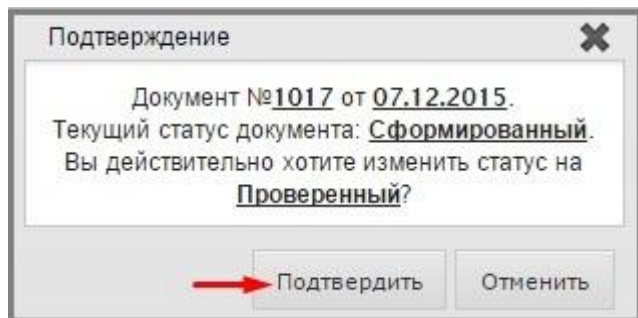 Подтверждение
Документ №1017 от 07.12.2015.
Текущий статус документа: Сформированный.
Вы действительно хотите изменить статус на
Проверенный?
Подтвердить Отменить